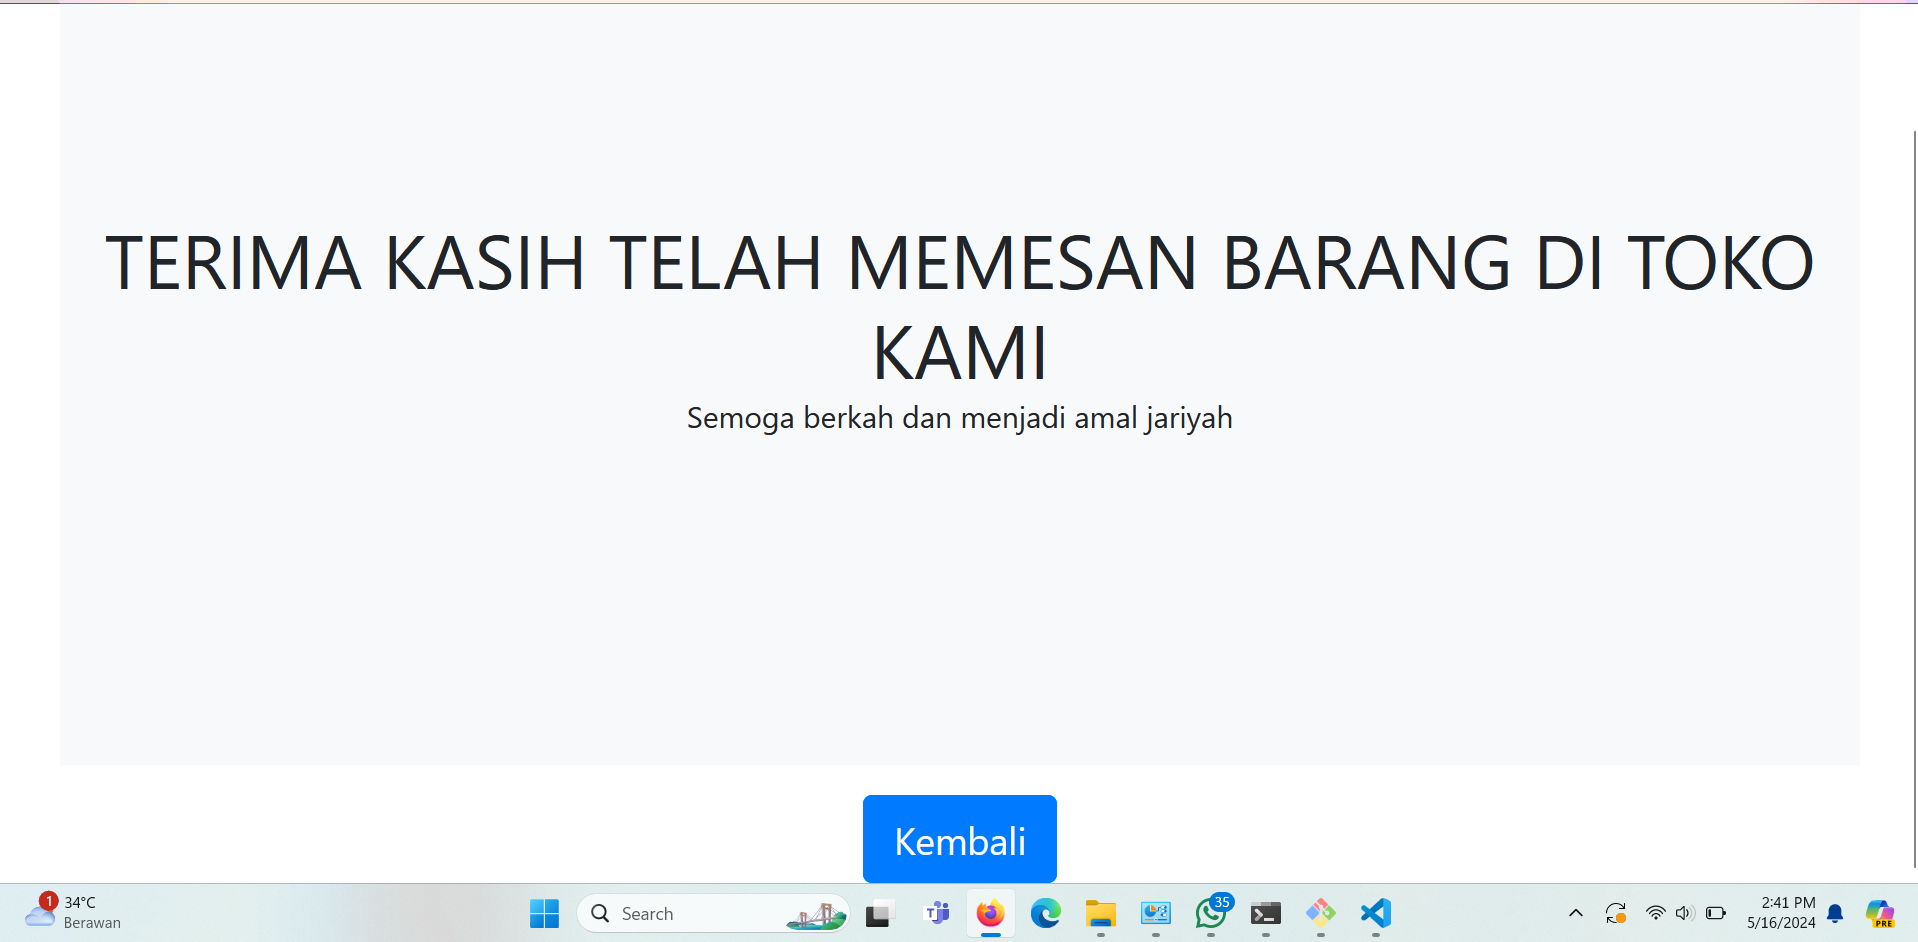 TERIMA KASIH TELAH MEMESAN BARANG DI TOKO
KAMI
Semoga berkah dan menjadi amal jariyah
Kembali
1
34°C
Berawan
Search
T
35
2:41 PM
5/16/2024
PRE